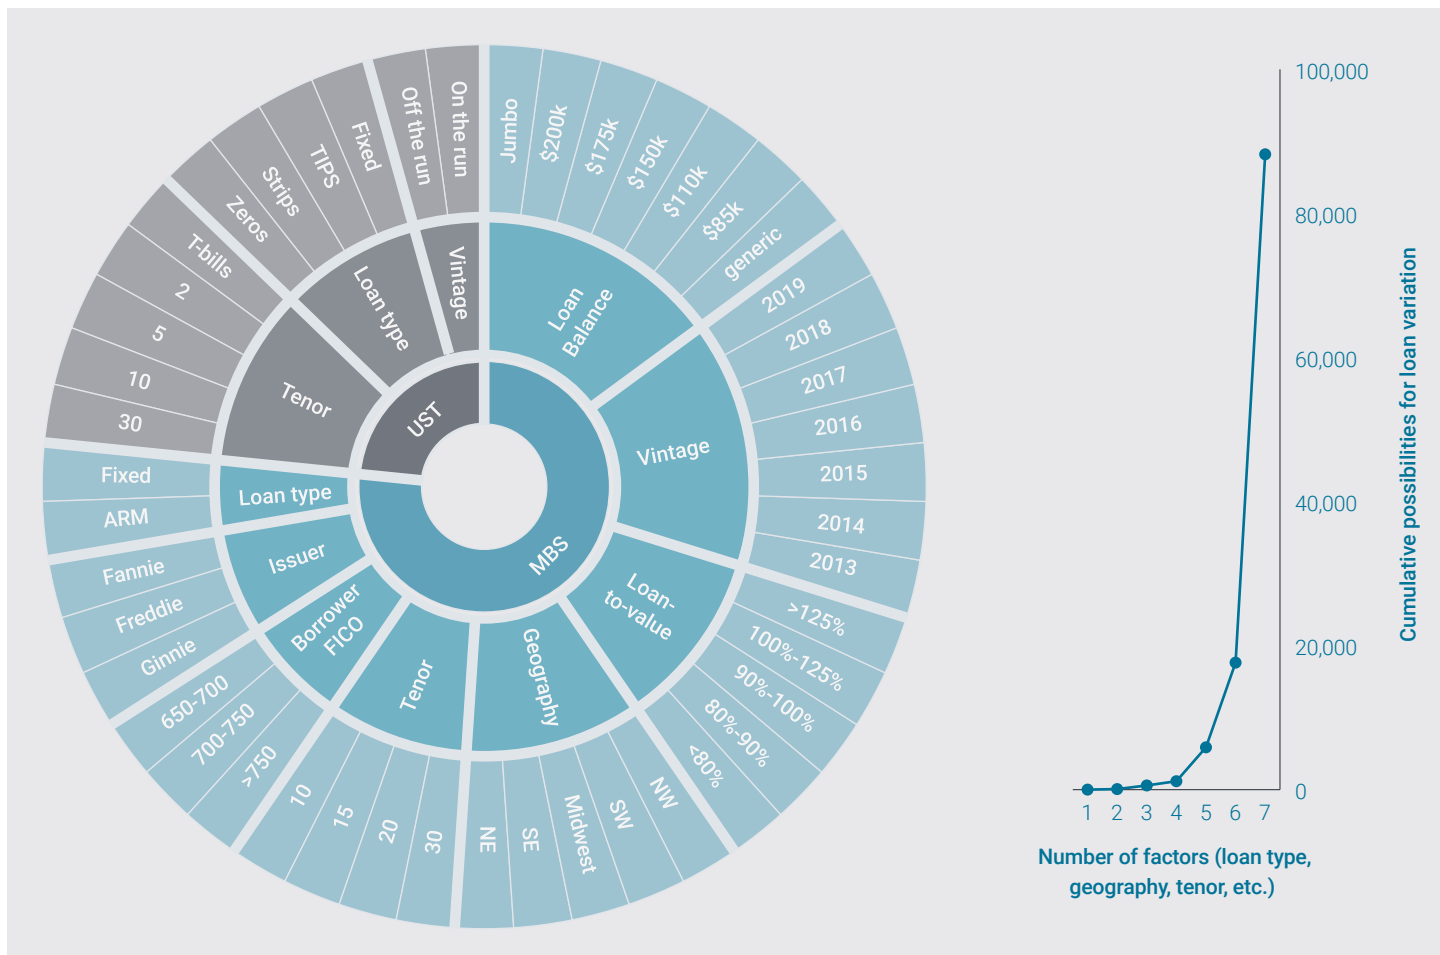 UST
MBS
Vintage
Loan type
Tenor
Loan type
Issuer
Borrower
FICO
Tenor
Geography
Loan-
to-value
Vintage
Loan
Balance
Jumbo
$200k
$175k
$150k
$110k
$85k
generic
2019
2018
2017
2016
2015
2014
2013
>125%
100%-125%
90%-100%
80%-90%
<80%
NW
SW
Midwest
SE
NE
30
20
15
10
>750
700-750
650-700
Ginnie
Freddie
Fannie
ARM
Fixed
30
10
5
2
T-bills
Zeros
Strips
TIPS
Fixed
Off the run
On the run
100,000
80,000
60,000
40,000
20,000
0
1 2 3 4 5 6 7
Number of factors (loan type,
geography, tenor, etc.)
Cumulative possibilities for loan variation